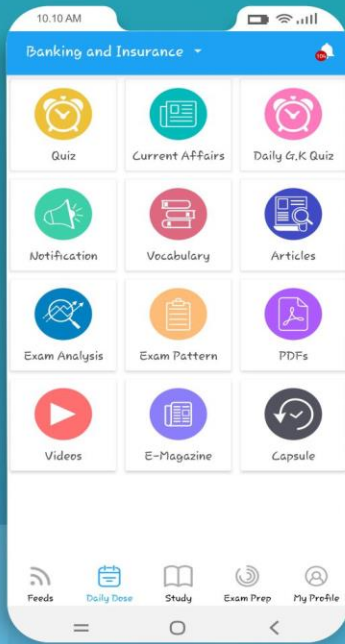 10.10 AM
Banking and Insurance
Quiz
Current Affairs
Daily G,K Quiz
Notification
Vocabulary
Articles
Exam Analysis
Exam Pattern
PDFs
Videos
E-Magazine
Capsule
Feeds
Daily Dose
Study
Exam Prep
My Profile